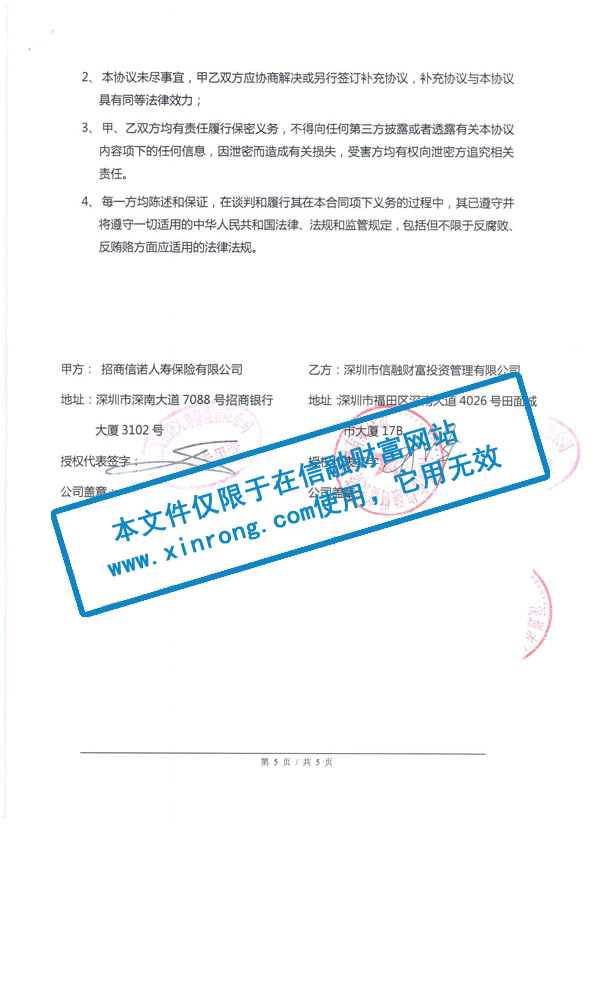 2、 本协议未尽事宜，甲乙双方应协商解决或另行签订补充协议，补充协议与本协议
具有同等法律效力；
3、 甲、乙双方均有责任履行保密义务，不得向任何第三方披露或者透露有关本协议
内容项下的任何信息，因泄密而造成有关损失，受害方均有权向泄密方追究相关
责任。
4、 每一方均陈述和保证，在谈判和履行其在本合同项下义务的过程中，其已遵守并
将遵守一切适用的中华人民共和国法律、法规和监管规定，包括但不限于反腐败、
反贿赂方面应适用的法律法规。
甲方： 招商信诺人寿保险有限公司
乙方：深圳市信融财富投资管理有限公司
地址：深圳市深南大道 7088 号招商银行
地址 :深圳市福田区深南大道 4026 号田面城
大厦 3102 号
市大厦 17B
授权代表签字：
授权代表签字
公司盖章：
公司盖章
本文件仅限于在信融财富网站
www.xinrong.com使用，它用无效
第 5 页 / 共 5 页